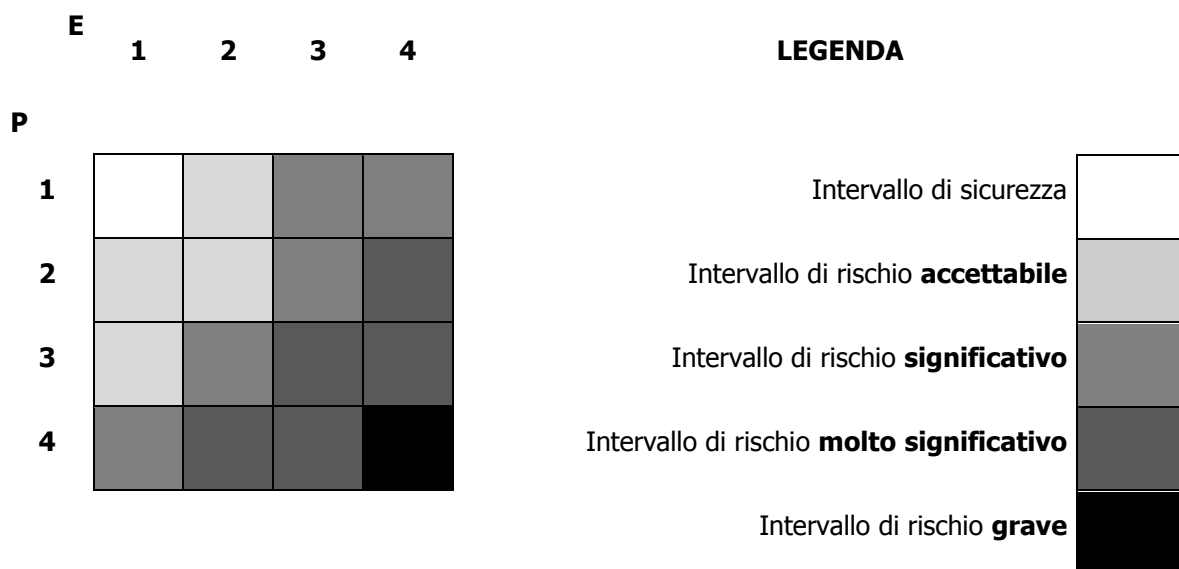 E
1 2 3 4
LEGENDA
P
1
Intervallo di sicurezza
2
Intervallo di rischio accettabile
3
Intervallo di rischio significativo
4
Intervallo di rischio molto significativo
Intervallo di rischio grave